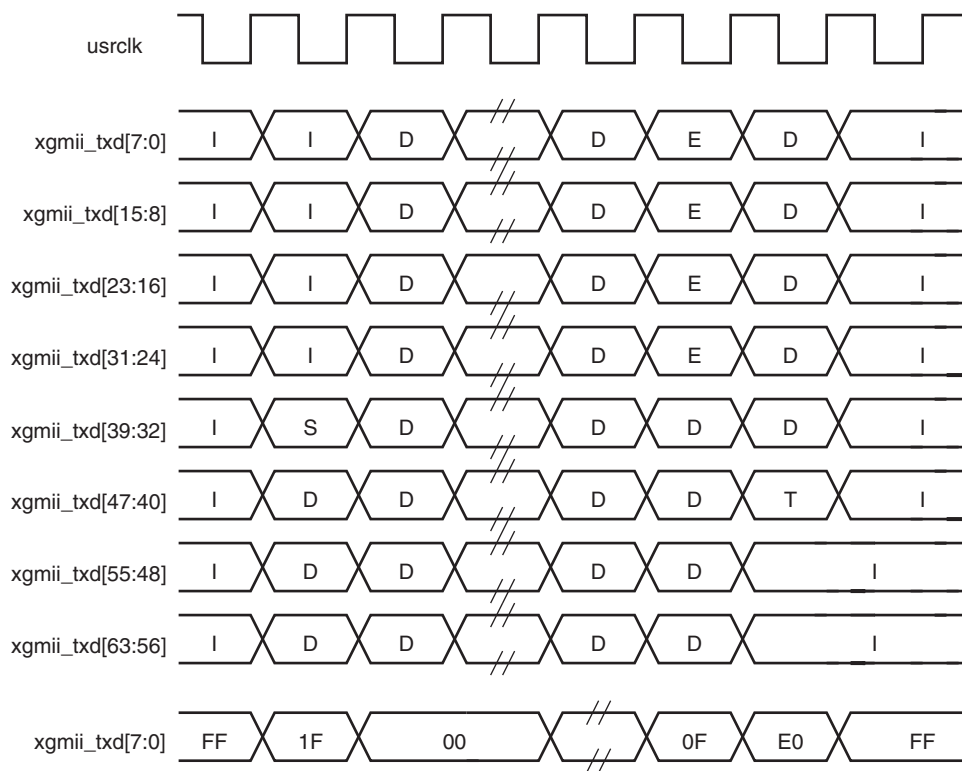 usrclk
xgmii_txd[7:0] I I D D E D I
xgmii_txd[15:8] I I D D E D I
xgmii_txd[23:16] I I D D E D I
xgmii_txd[31:24] I I D D E D I
xgmii_txd[39:32] I S D D D D I
xgmii_txd[47:40] I D D D D T I
xgmii_txd[55:48] I D D D D I
xgmii_txd[63:56] I D D D D I
xgmii_txd[7:0] FF 1F 00 0F E0 FF